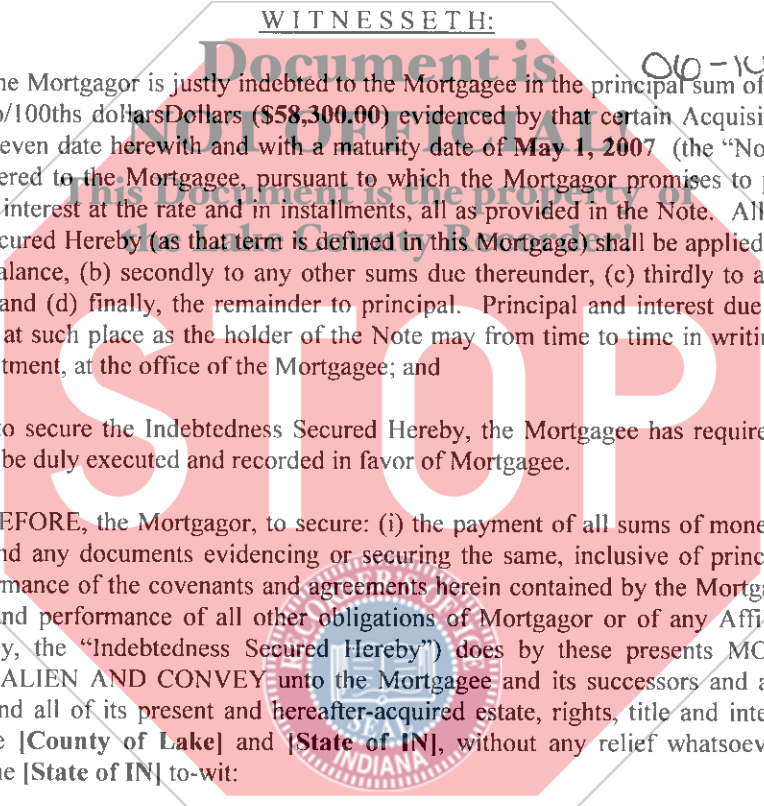 WITNESSETH:
Document is
06-14
he Mortgagor is justly indebted to the Mortgagee in the principal sum of
o/100ths dollarsDollars ($58,300.00) evidenced by that certain Acquisi
NOT OFFICIAL!
even date herewith and with a maturity date of May 1, 2007 (the “No
ered to the Mortgagee, pursuant to which the Mortgagor promises to p
This Document is the property of
interest at the rate and in installments, all as provided in the Note. All
the Lake County Recorder!
cured Hereby (as that term is defined in this Mortgage) shall be applied
alance, (b) secondly to any other sums due thereunder, (c) thirdly to a
and (d) finally, the remainder to principal. Principal and interest due
at such place as the holder of the Note may from time to time in writin
tment, at the office of the Mortgagee; and
STOP
to secure the Indebtedness Secured Hereby, the Mortgagee has require
be duly executed and recorded in favor of Mortgagee.
EFORE, the Mortgagor, to secure: (i) the payment of all sums of mone
nd any documents evidencing or securing the same, inclusive of princ
rmance of the covenants and agreements herein contained by the Mortga
and performance of all other obligations of Mortgagor or of any Affi
y, the “Indebtedness Secured Hereby”) does by these presents MO
ALIEN AND CONVEY unto the Mortgagee and its successors and a
nd all of its present and hereafter-acquired estate, rights, title and inte
e [County of Lake] and [State of IN], without any relief whatsoev
ne [State of IN] to-wit:
RECORDER OFFICE
SEAL
INDIANA